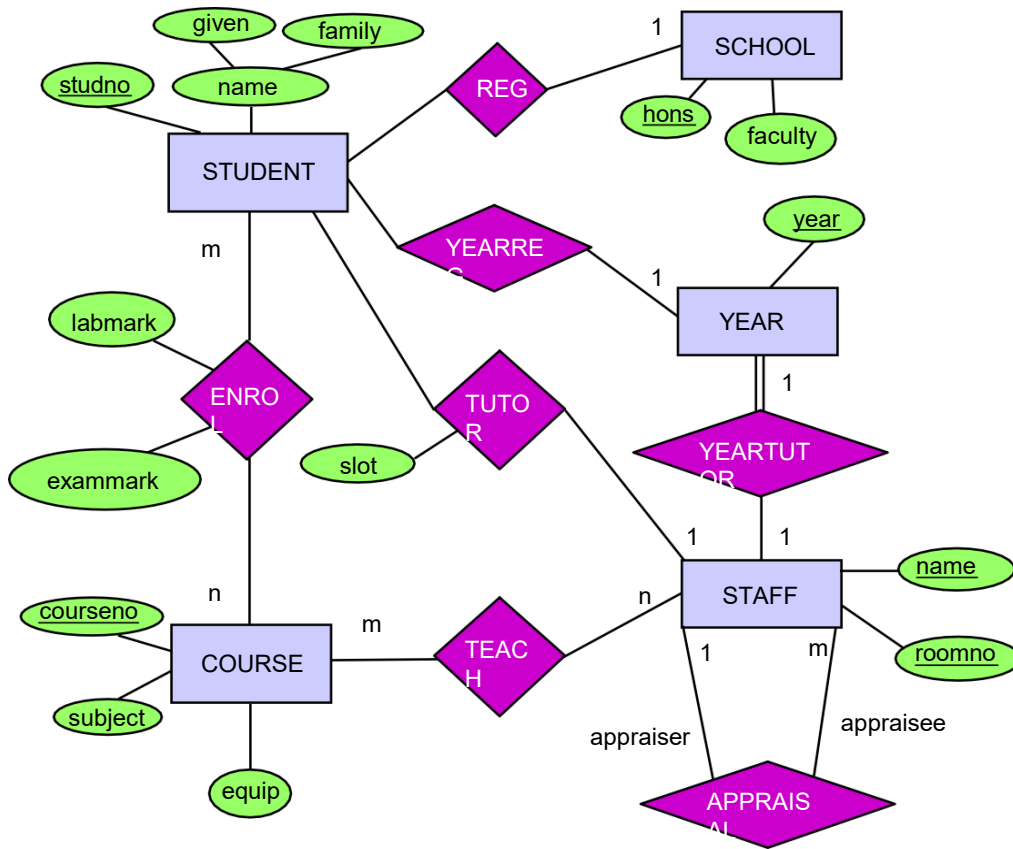 given
family
1
SCHOOL
studno
name
REG
hons
faculty
STUDENT
year
m
YEARRE
G
1
labmark
YEAR
1
ENRO
L
TUTO
R
YEARTUT
OR
slot
exammark
1
1
name
n
n
STAFF
courseno
m
TEAC
H
1
m
roomno
COURSE
subject
appraiser
appraisee
equip
APPRAIS
AL